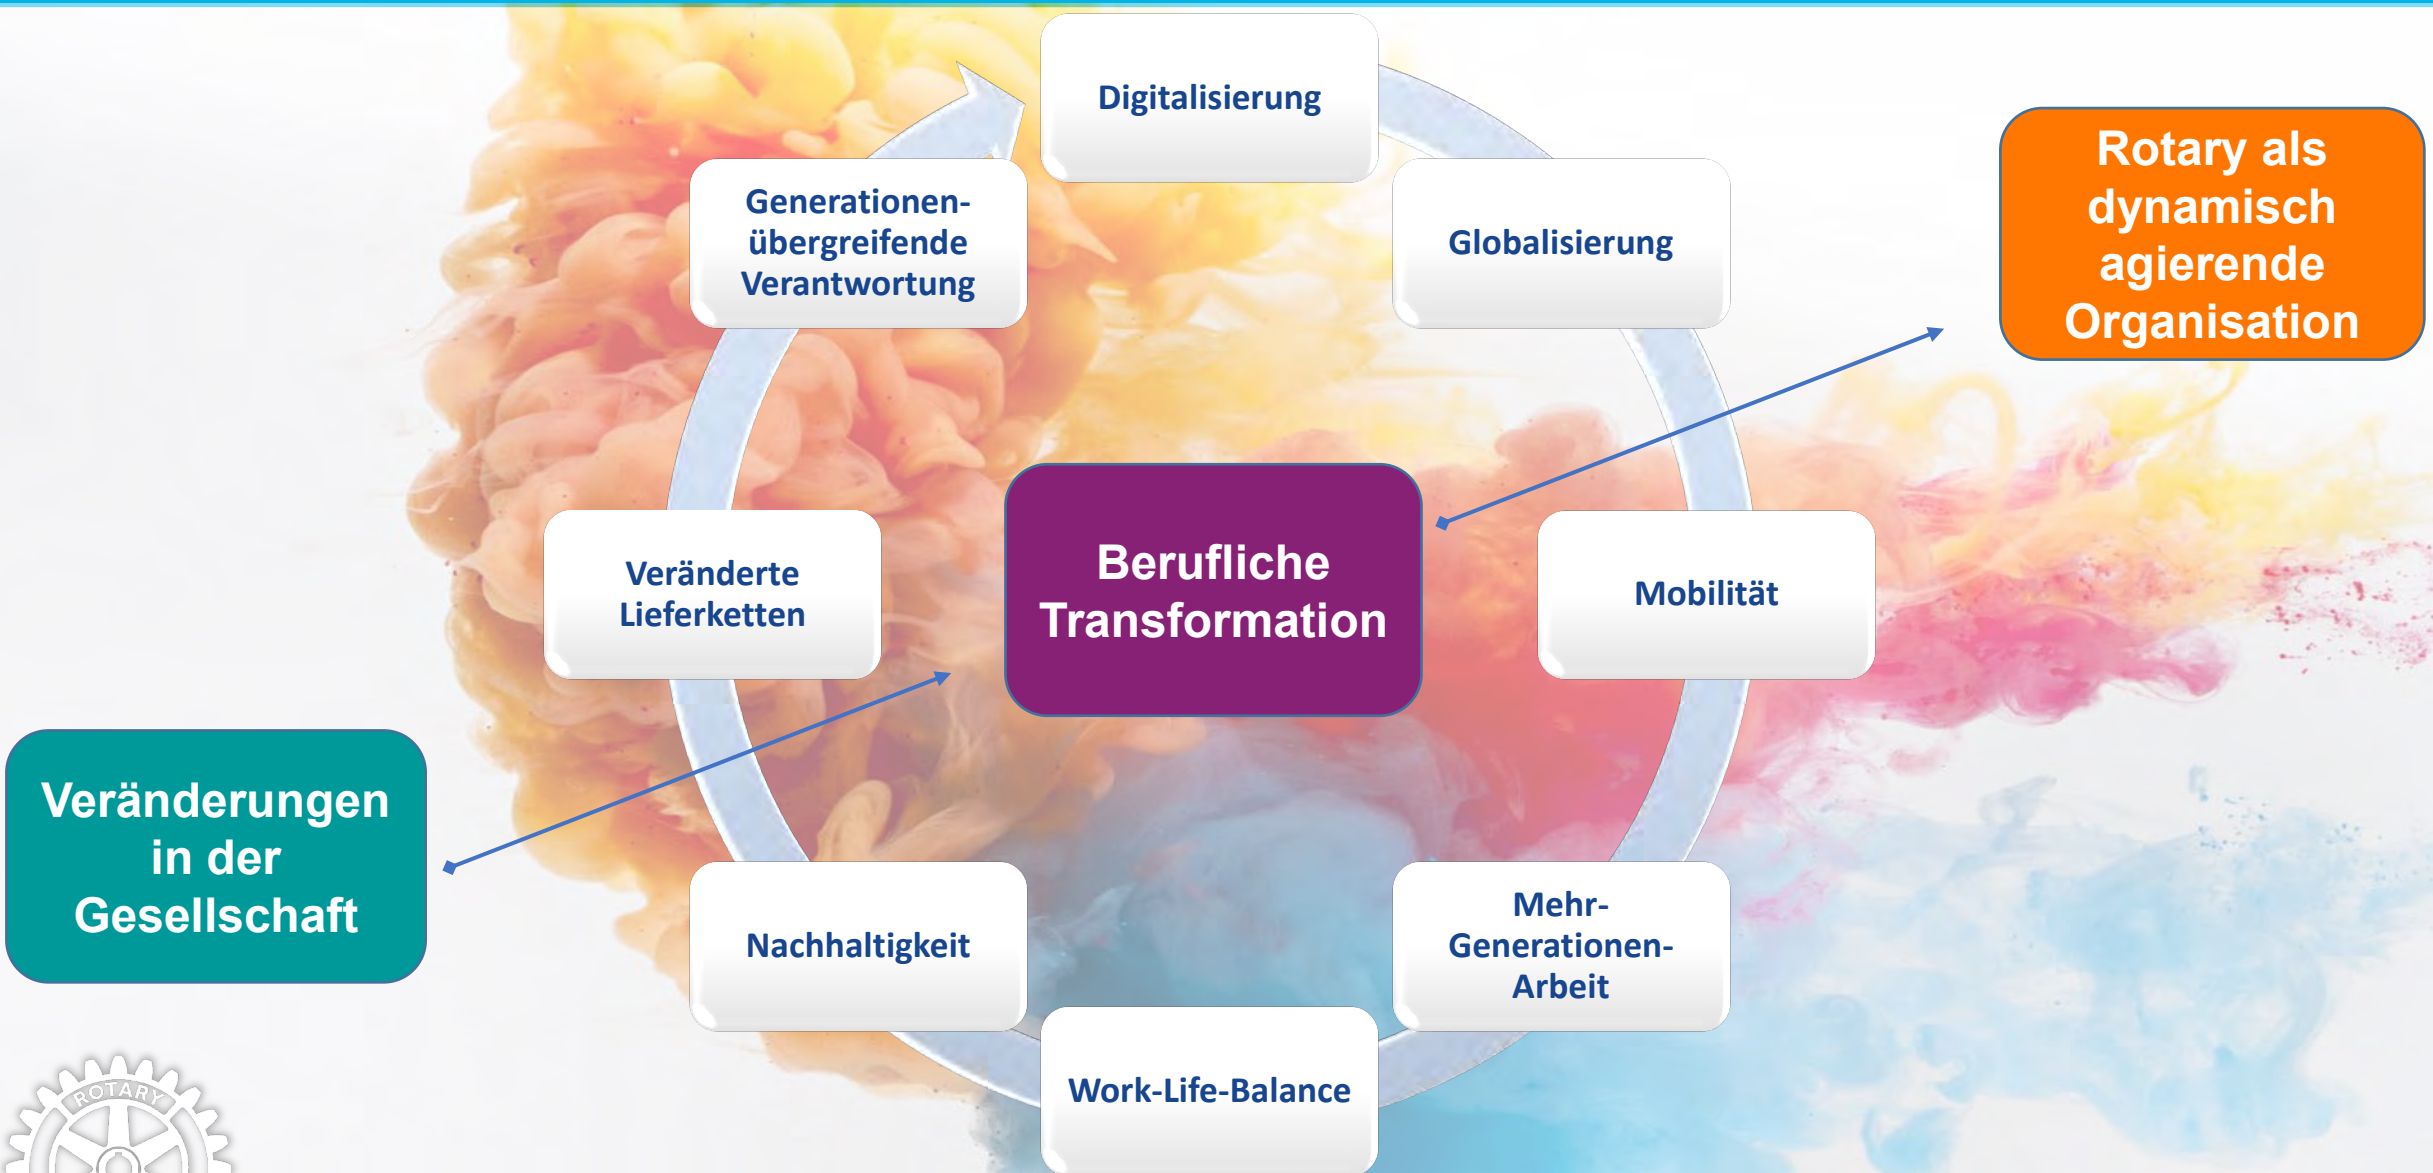 Digitalisierung
Globalisierung
Mobilität
Mehr-
Generationen-
Arbeit
Work-Life-Balance
Nachhaltigkeit
Veränderte
Lieferketten
Generationen-
übergreifende
Verantwortung
Berufliche
Transformation
Rotary als
dynamisch
agierende
Organisation
Veränderungen
in der
Gesellschaft
ROTARY